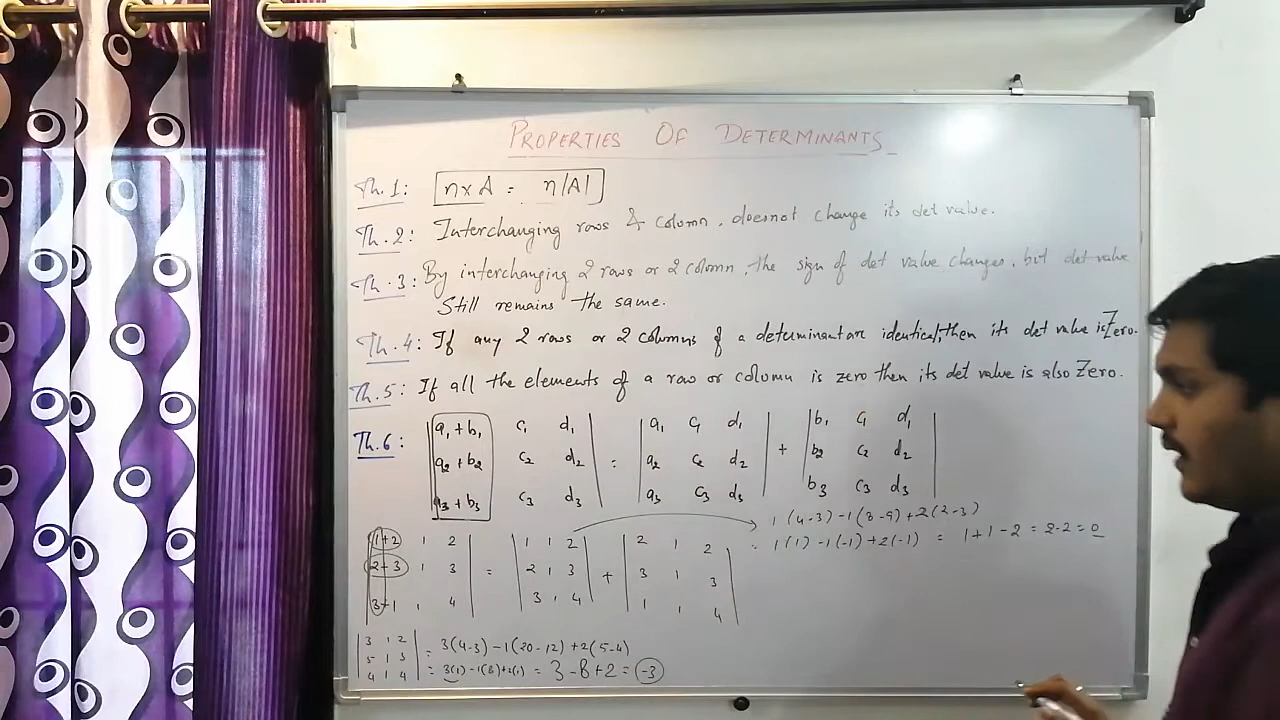 PROPERTIES OF DETERMINANTS
Th.1: n×A = n|A|
Th.2: Interchanging rows & column, doesnot change its det value.
Th.3: By interchanging 2 rows or 2 column, the sign of det value changes, but det value
Still remains the same.
Th.4: If any 2 rows or 2 columns of a determinant are identical, then its det value is Zero.
Th.5: If all the elements of a row or column is zero then its det value is also Zero.
Th.6: | a₁+b₁ c₁ d₁ | | a₁ c₁ d₁ | | b₁ c₁ d₁ |
| a₂+b₂ c₂ d₂ | = | a₂ c₂ d₂ | + | b₂ c₂ d₂ |
| a₃+b₃ c₃ d₃ | | a₃ c₃ d₃ | | b₃ c₃ d₃ |
1(4-3)-1(8-9)+2(2-3)
= 1(1)-1(-1)+2(-1) = 1+1-2 = 2-2 = 0
| 1+2 1 2 | | 1 1 2 | | 2 1 2 |
| 2+3 1 3 | = | 2 1 3 | + | 3 1 3 |
| 3+1 1 4 | | 3 1 4 | | 1 1 4 |
| 3 1 2 |
| 5 1 3 | = 3(4-3)-1(20-12)+2(5-4)
| 4 1 4 | = 3(1)-1(8)+2(1) = 3-8+2 = -3